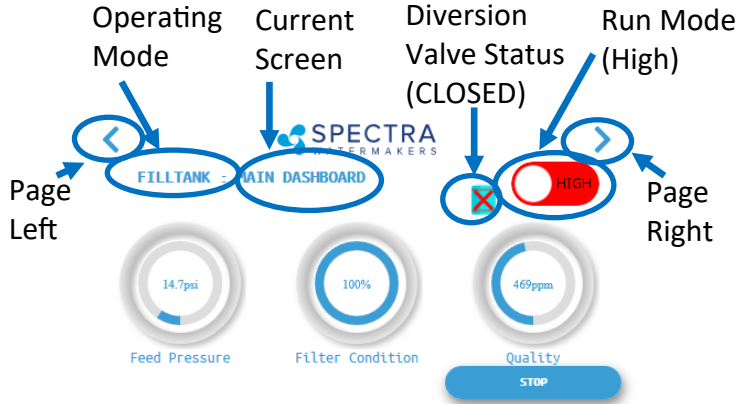 Operating
Mode
Current
Screen
Diversion
Valve Status
(CLOSED)
Run Mode
(High)
SPECTRA
WATERMAKERS
FILLTANK - MAIN DASHBOARD
HIGH
Page
Left
Page
Right
14.7psi
100%
469ppm
Feed Pressure
Filter Condition
Quality
STOP